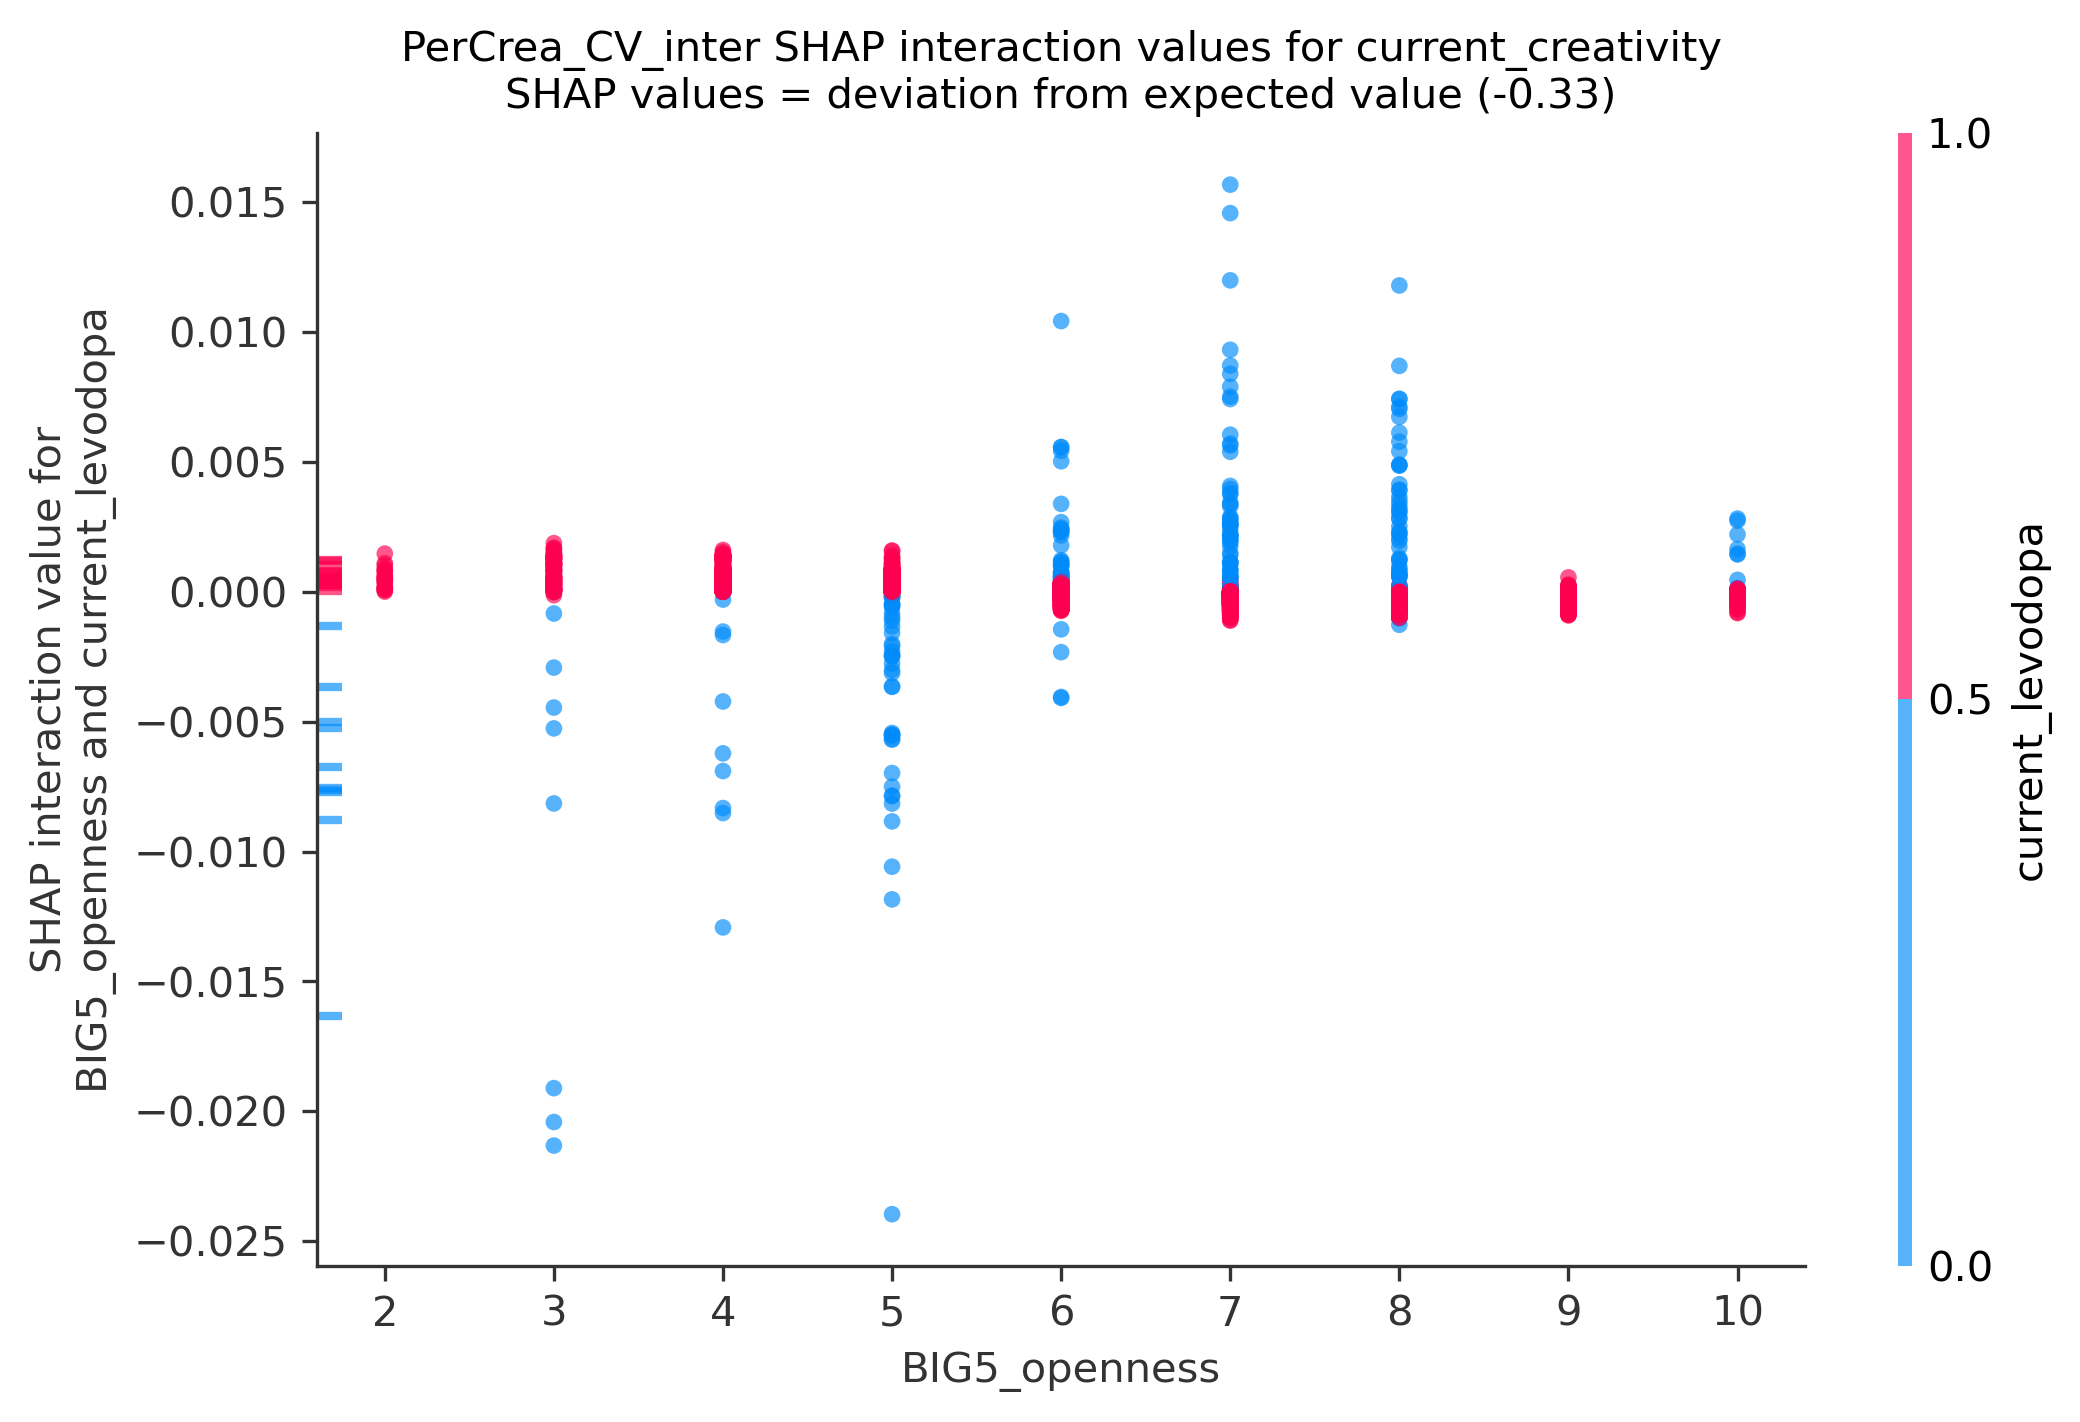 PerCrea_CV_inter SHAP interaction values for current_creativity
SHAP values = deviation from expected value (-0.33)
SHAP interaction value for
BIG5_openness and current_levodopa
0.015
0.010
0.005
0.000
−0.005
−0.010
−0.015
−0.020
−0.025
2 3 4 5 6 7 8 9 10
BIG5_openness
1.0
0.5
0.0
current_levodopa